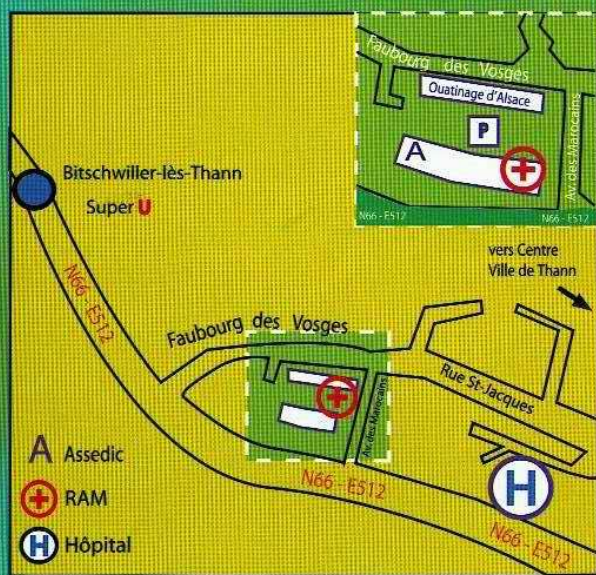 Faubourg des Vosges
Ouatinage d'Alsace
P
A
Av. des Marocains
N66 - E512
N66 - E512
Bitschwiller-lès-Thann
Super U
vers Centre
Ville de Thann
N66 - E512
Faubourg des Vosges
Rue St-Jacques
Av. des Marocains
A Assedic
N66 - E512
H
RAM
N66 - E512
H Hôpital